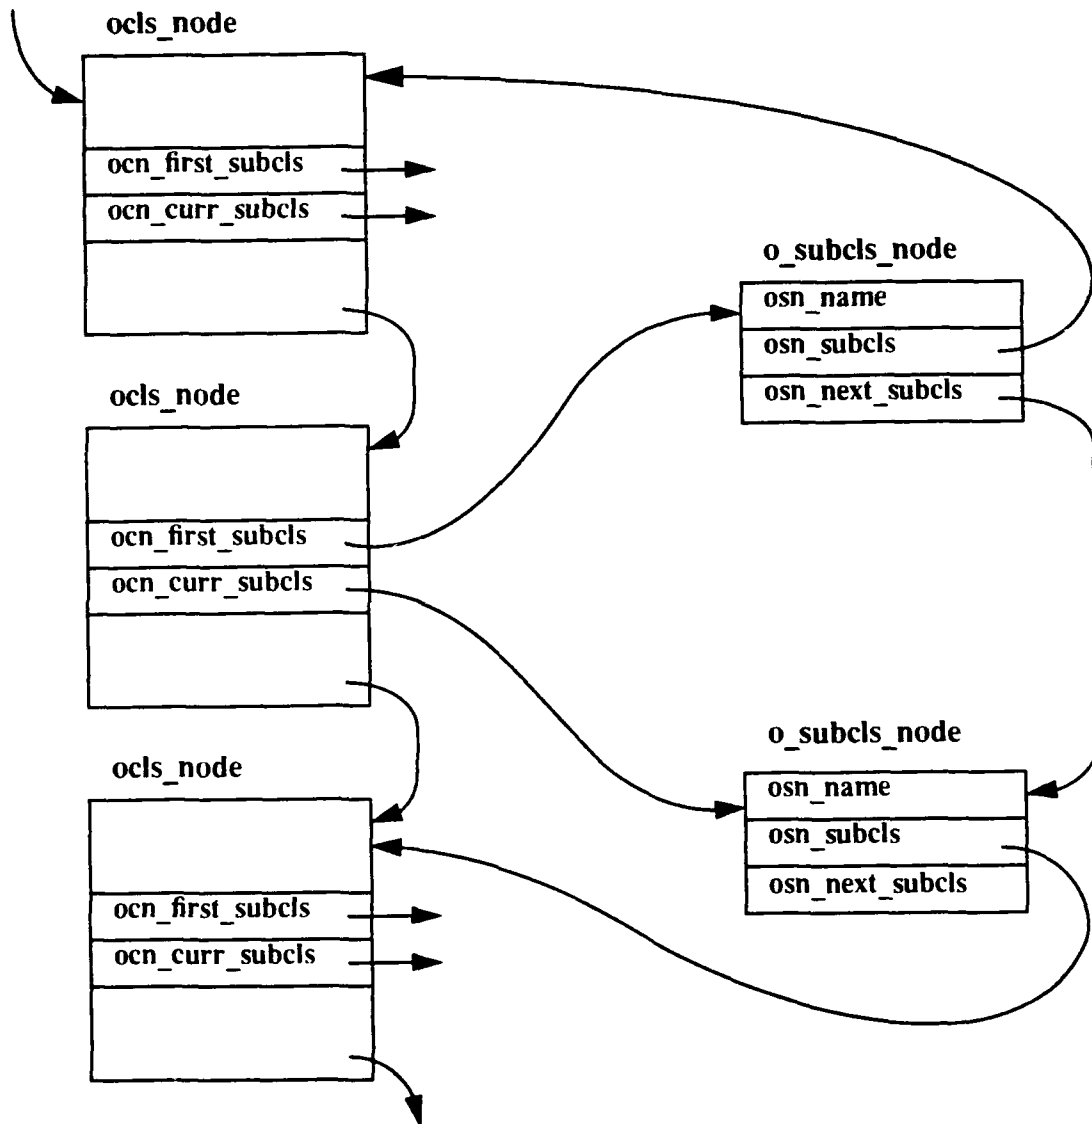 ocls_node
ocn_first_subcls
ocn_curr_subcls
o_subcls_node
osn_name
osn_subcls
osn_next_subcls
ocls_node
ocn_first_subcls
ocn_curr_subcls
o_subcls_node
osn_name
osn_subcls
osn_next_subcls
ocls_node
ocn_first_subcls
ocn_curr_subcls